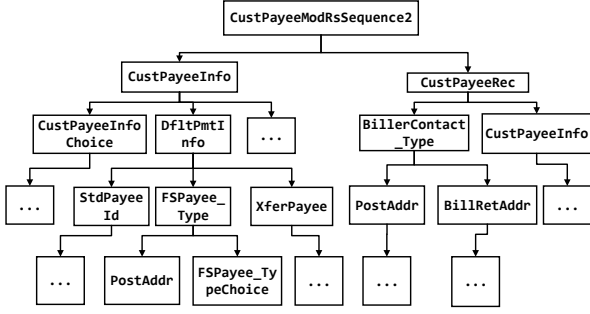 CustPayeeModRsSequence2
CustPayeeInfo
CustPayeeRec
CustPayeeInfo
Choice
DfltPmtI
nfo
...
BillerContact
_Type
CustPayeeInfo
...
StdPayee
Id
FSPayee_
Type
XferPayee
PostAddr
BillRetAddr
...
...
PostAddr
FSPayee_Ty
peChoice
...
...
...